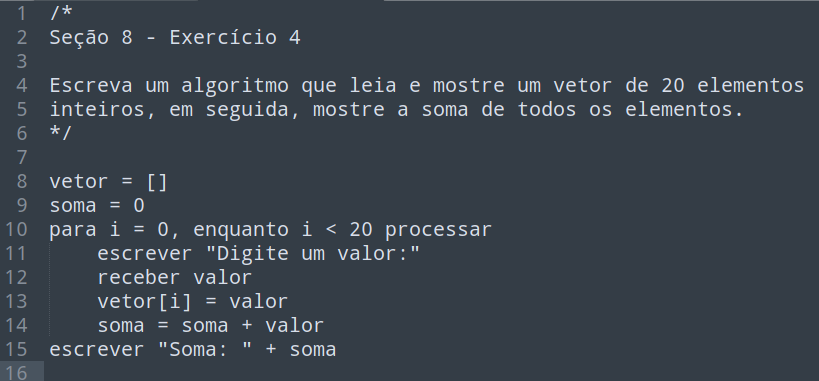 1 /*
2 Seção 8 - Exercício 4
3
4 Escreva um algoritmo que leia e mostre um vetor de 20 elementos
5 inteiros, em seguida, mostre a soma de todos os elementos.
6 */
7
8 vetor = []
9 soma = 0
10 para i = 0, enquanto i < 20 processar
11     escrever "Digite um valor:"
12     receber valor
13     vetor[i] = valor
14     soma = soma + valor
15 escrever "Soma: " + soma
16